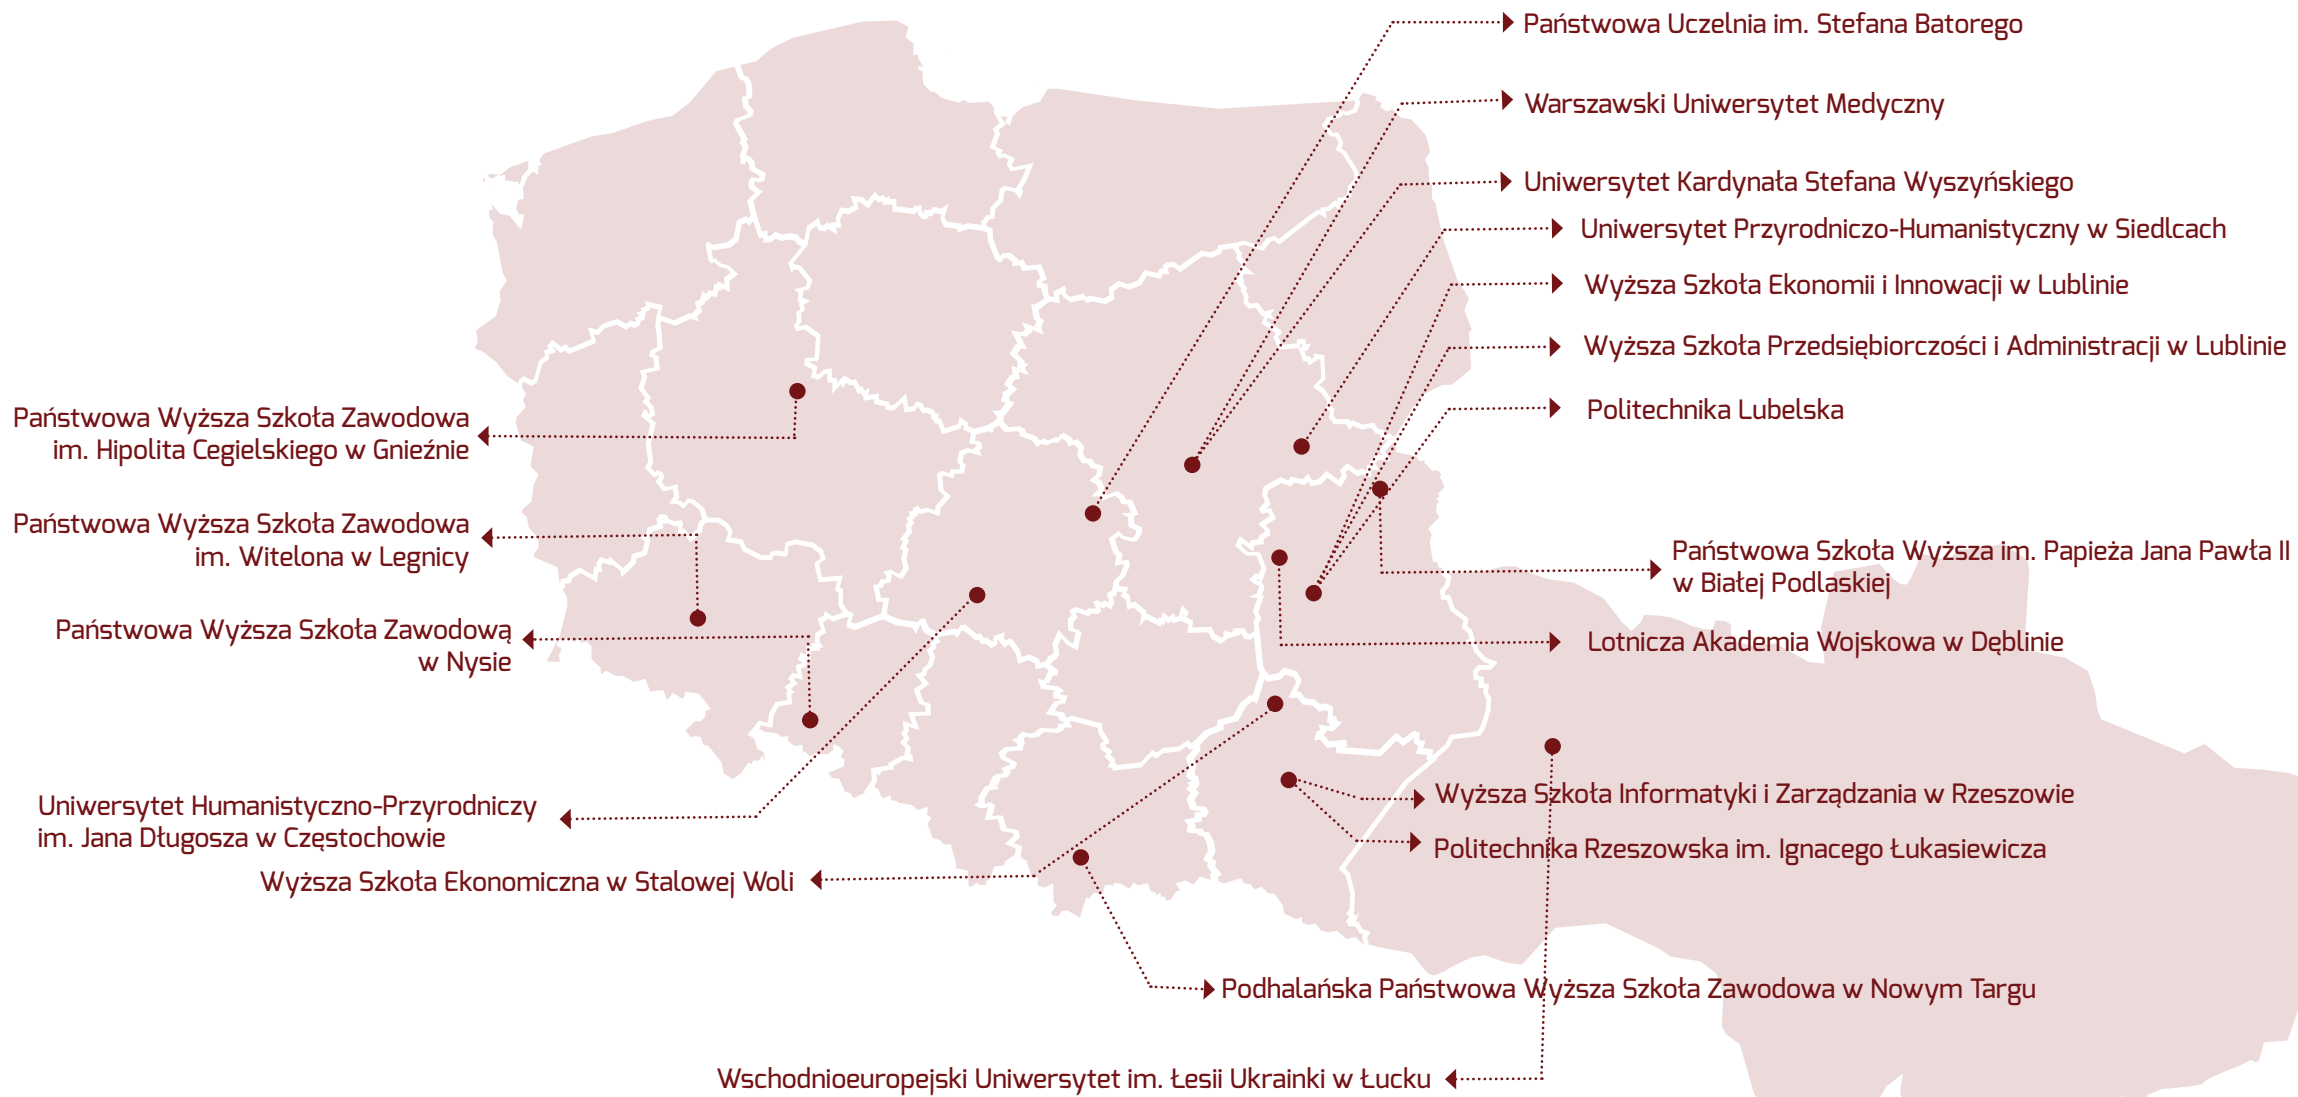 Państwowa Uczelnia im. Stefana Batorego
Warszawski Uniwersytet Medyczny
Uniwersytet Kardynała Stefana Wyszyńskiego
Uniwersytet Przyrodniczo-Humanistyczny w Siedlcach
Wyższa Szkoła Ekonomii i Innowacji w Lublinie
Wyższa Szkoła Przedsiębiorczości i Administracji w Lublinie
Politechnika Lubelska
Państwowa Wyższa Szkoła Zawodowa
im. Hipolita Cegielskiego w Gnieźnie
Państwowa Wyższa Szkoła Zawodowa
im. Witelona w Legnicy
Państwowa Szkoła Wyższa im. Papieża Jana Pawła II
w Białej Podlaskiej
Państwowa Wyższa Szkoła Zawodową
w Nysie
Lotnicza Akademia Wojskowa w Dęblinie
Uniwersytet Humanistyczno-Przyrodniczy
im. Jana Długosza w Częstochowie
Wyższa Szkoła Informatyki i Zarządzania w Rzeszowie
Politechnika Rzeszowska im. Ignacego Łukasiewicza
Wyższa Szkoła Ekonomiczna w Stalowej Woli
Podhalańska Państwowa Wyższa Szkoła Zawodowa w Nowym Targu
Wschodnioeuropejski Uniwersytet im. Łesii Ukrainki w Łucku